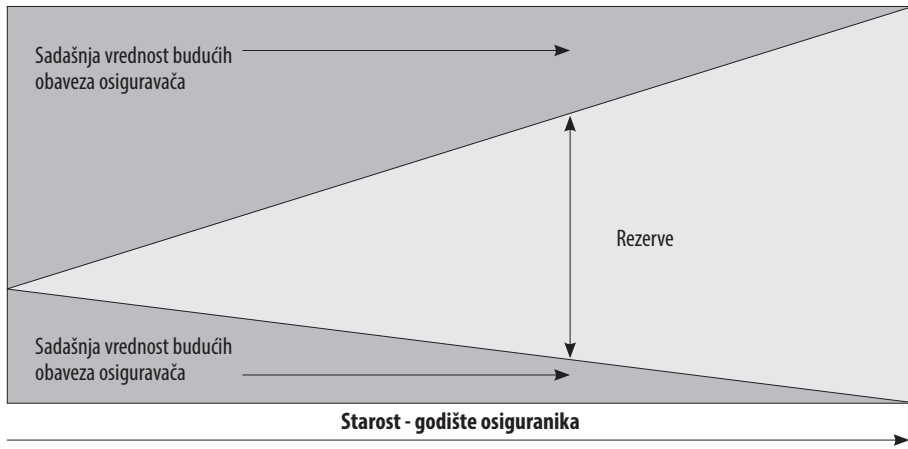 Sadašnja vrednost budućih
obaveza osiguravača
Rezerve
Sadašnja vrednost budućih
obaveza osiguravača
Starost - godište osiguranika